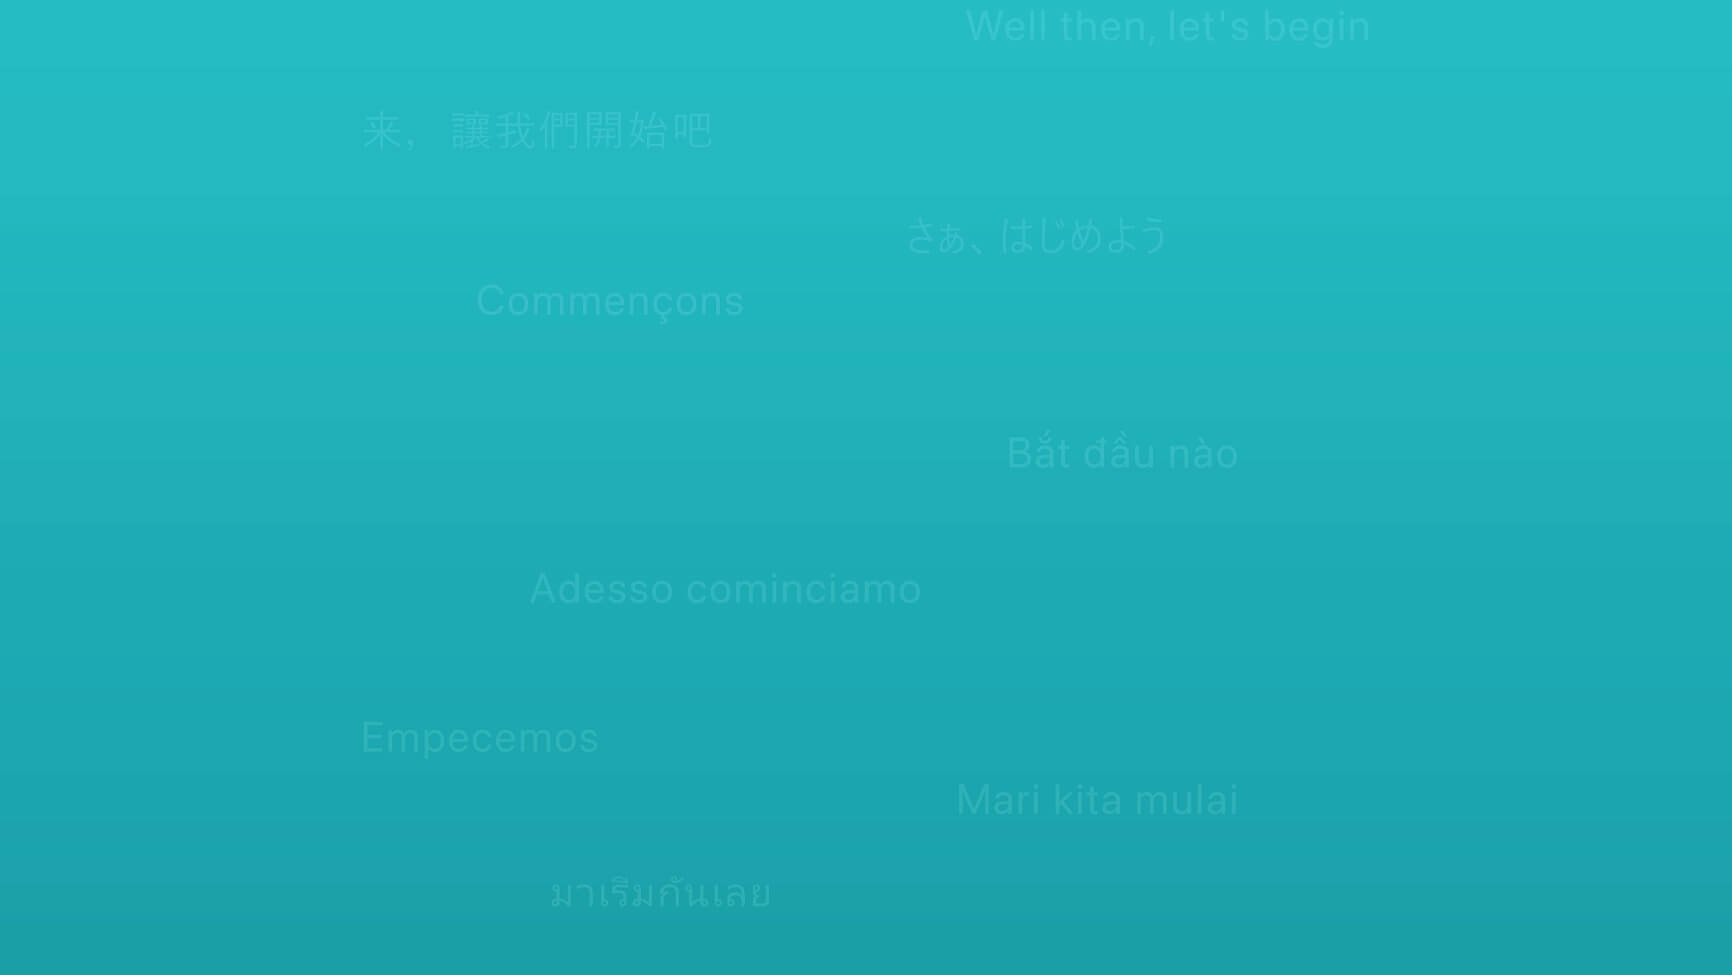 Well then, let's begin
来，讓我們開始吧
さぁ、はじめよう
Commençons
Bắt đầu nào
Adesso cominciamo
Empecemos
Mari kita mulai
มาเริ่มกันเลย